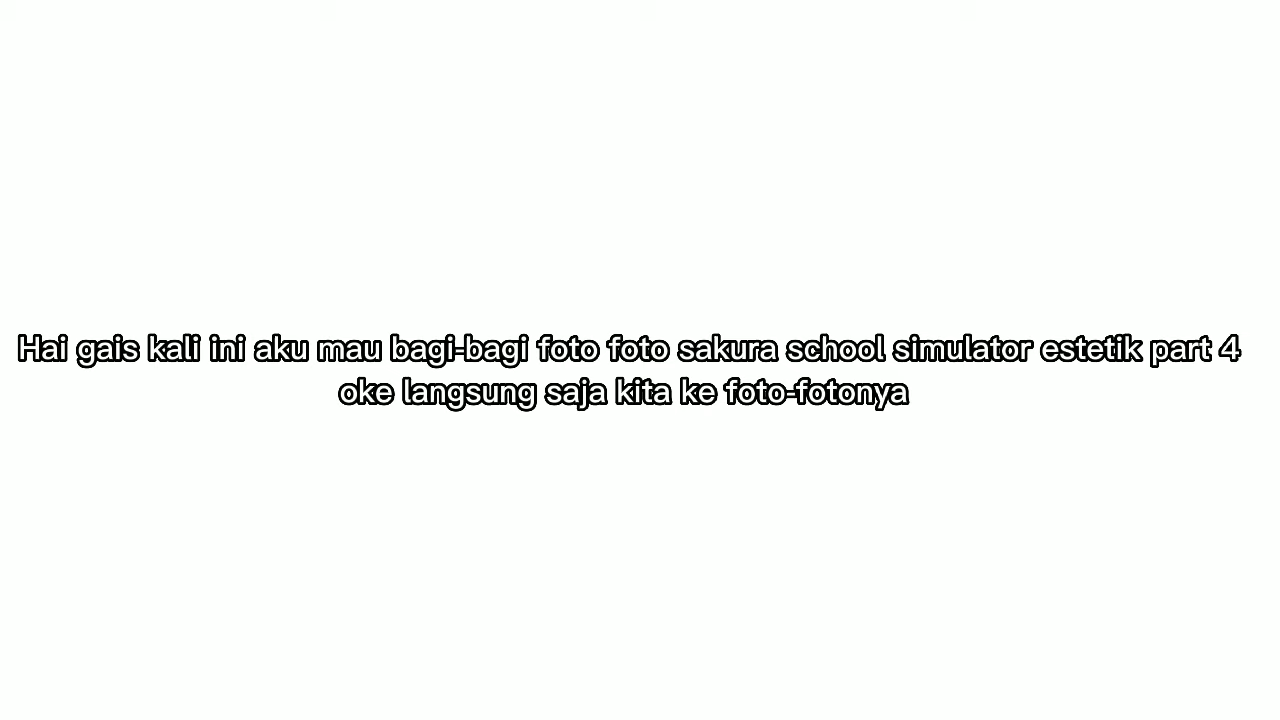 Hai gais kali ini aku mau bagi-bagi foto foto sakura school simulator estetik part 4
oke langsung saja kita ke foto-fotonya